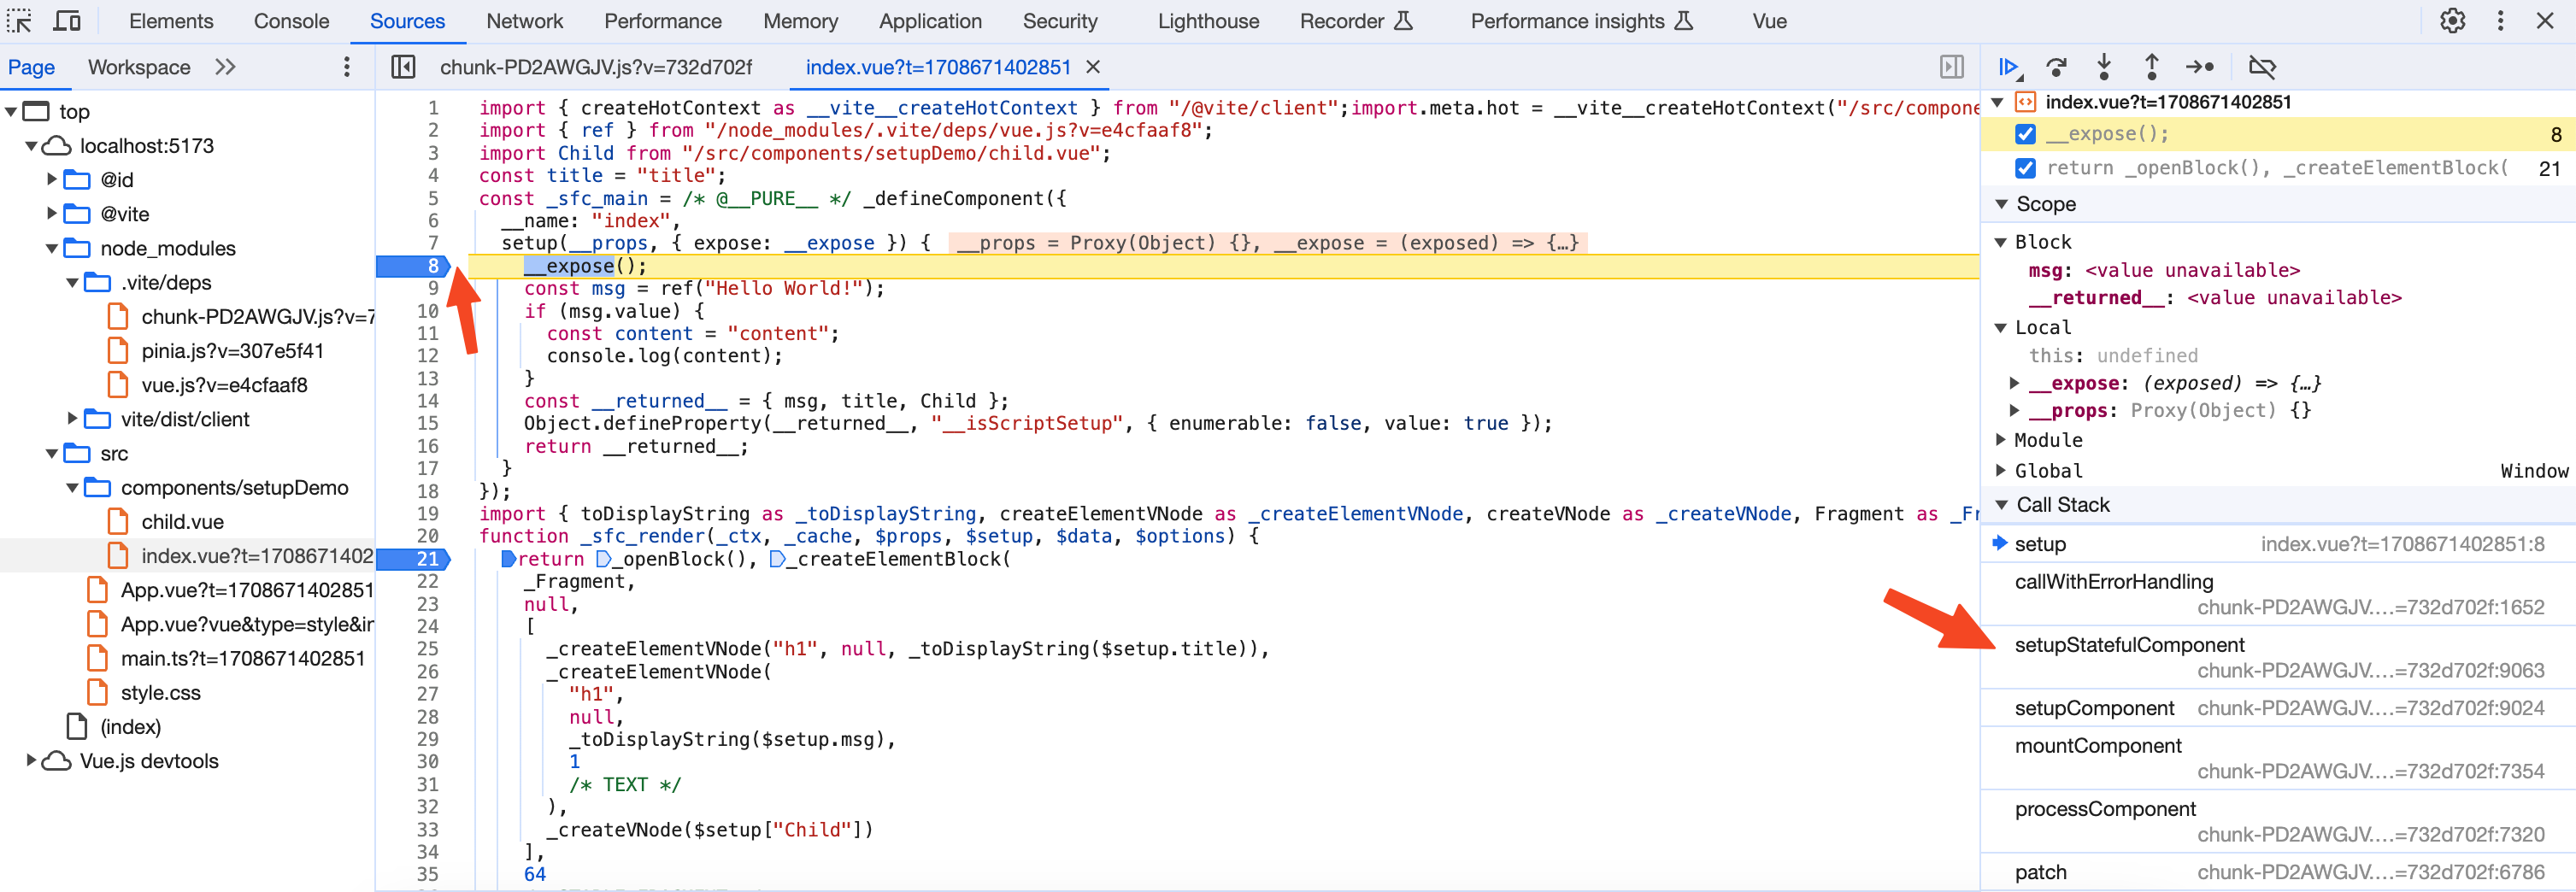 Elements Console Sources Network Performance Memory Application Security Lighthouse Recorder Performance insights Vue
Page Workspace
top
localhost:5173
@id
@vite
node_modules
.vite/deps
chunk-PD2AWGJV.js?v=7
pinia.js?v=307e5f41
vue.js?v=e4cfaaf8
vite/dist/client
src
components/setupDemo
child.vue
index.vue?t=1708671402
App.vue?t=1708671402851
App.vue?vue&type=style&in
main.ts?t=1708671402851
style.css
(index)
Vue.js devtools
chunk-PD2AWGJV.js?v=732d702f index.vue?t=1708671402851
1 import { createHotContext as __vite__createHotContext } from "/@vite/client";import.meta.hot = __vite__createHotContext("/src/compone
2 import { ref } from "/node_modules/.vite/deps/vue.js?v=e4cfaaf8";
3 import Child from "/src/components/setupDemo/child.vue";
4 const title = "title";
5 const _sfc_main = /* @__PURE__ */ _defineComponent({
6 __name: "index",
7 setup(__props, { expose: __expose }) { __props = Proxy(Object) {}, __expose = (exposed) => {…}
8 __expose();
9 const msg = ref("Hello World!");
10 if (msg.value) {
11 const content = "content";
12 console.log(content);
13 }
14 const __returned__ = { msg, title, Child };
15 Object.defineProperty(__returned__, "__isScriptSetup", { enumerable: false, value: true });
16 return __returned__;
17 }
18 });
19 import { toDisplayString as _toDisplayString, createElementVNode as _createElementVNode, createVNode as _createVNode, Fragment as _Fr
20 function _sfc_render(_ctx, _cache, $props, $setup, $data, $options) {
21 return _openBlock(), _createElementBlock(
22 _Fragment,
23 null,
24 [
25 _createElementVNode("h1", null, _toDisplayString($setup.title)),
26 _createElementVNode(
27 "h1",
28 null,
29 _toDisplayString($setup.msg),
30 1
31 /* TEXT */
32 ),
33 _createVNode($setup["Child"])
34 ],
35 64
index.vue?t=1708671402851
__expose(); 8
return _openBlock(), _createElementBlock( 21
Scope
Block
msg: <value unavailable>
__returned__: <value unavailable>
Local
this: undefined
__expose: (exposed) => {…}
__props: Proxy(Object) {}
Module
Global Window
Call Stack
setup index.vue?t=1708671402851:8
callWithErrorHandling
chunk-PD2AWGJV.…=732d702f:1652
setupStatefulComponent
chunk-PD2AWGJV.…=732d702f:9063
setupComponent chunk-PD2AWGJV.…=732d702f:9024
mountComponent
chunk-PD2AWGJV.…=732d702f:7354
processComponent
chunk-PD2AWGJV.…=732d702f:7320
patch chunk-PD2AWGJV.…=732d702f:6786